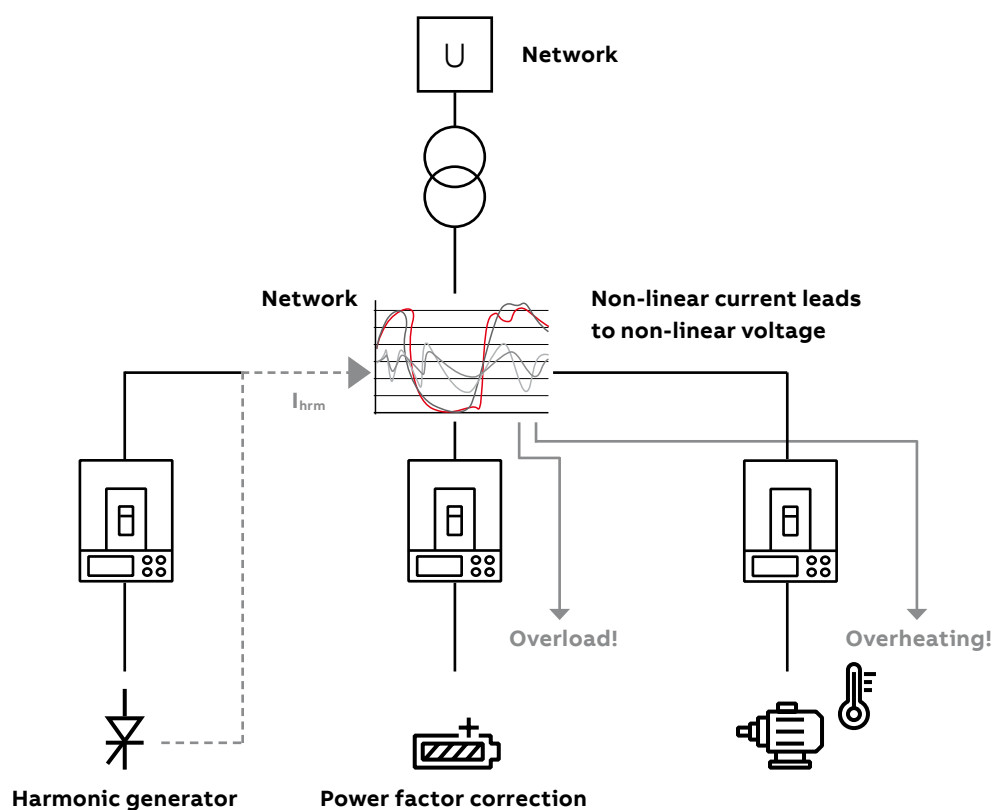 U
Network
Network
Non-linear current leads
to non-linear voltage
Ihrm
Overload!
Overheating!
Harmonic generator
Power factor correction